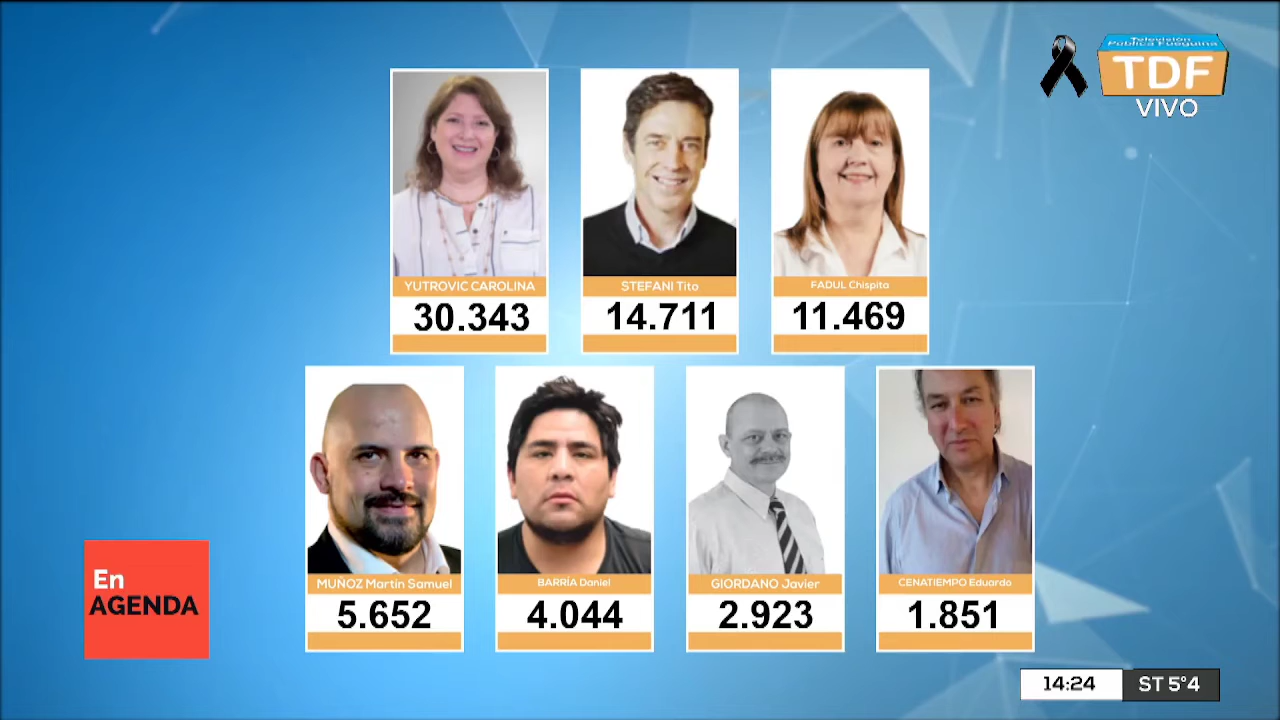 Televisión
Pública Fueguina
TDF
VIVO
YUTROVIC CAROLINA
STEFANI Tito
FADUL Chispita
30.343
14.711
11.469
MUÑOZ Martín Samuel
BARRÍA Daniel
GIORDANO Javier
CENATIEMPO Eduardo
5.652
4.044
2.923
1.851
En
AGENDA
14:24
ST 5°4